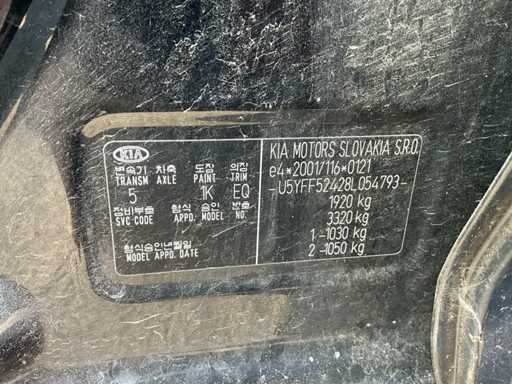 KIA
변속기 차축 도장 의장
TRANSM AXLE PAINT TRIM
5 1K EQ
정비부호 형식 승인 번호
SVC CODE APPD. MODEL NO.
형식승인년월일
MODEL APPD. DATE
KIA MOTORS SLOVAKIA S.R.O.
e4*2001/116*0121
-U5YFF52428L054793-
1920 kg
3320 kg
1-1030 kg
2-1050 kg